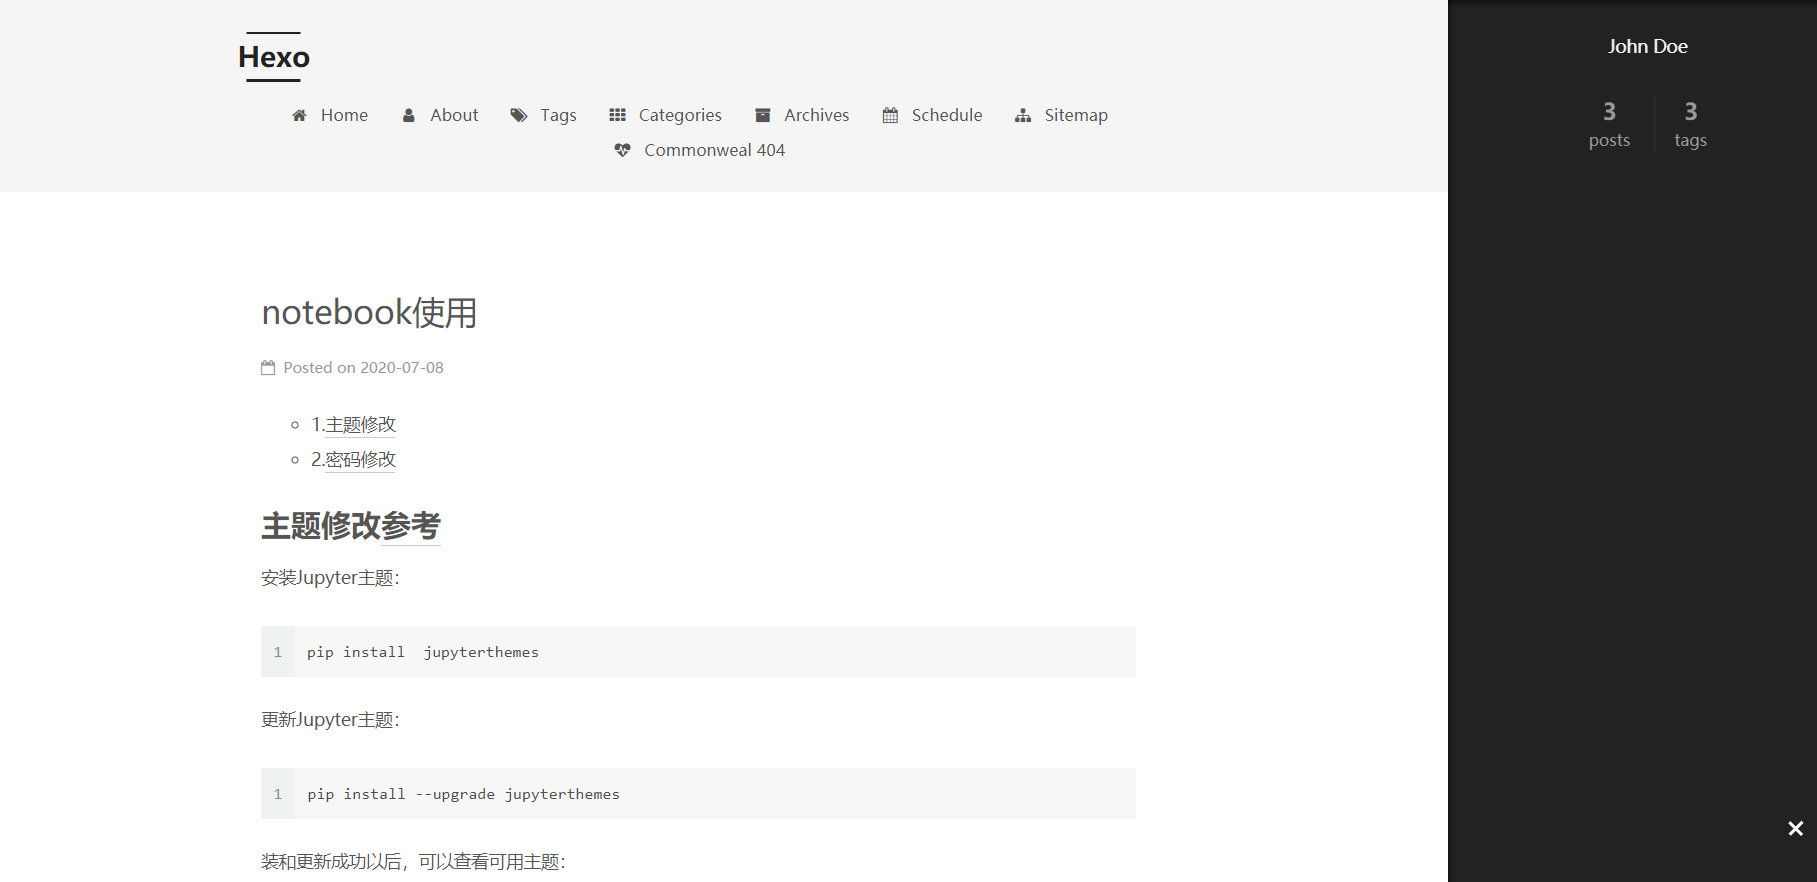 Hexo
Home About Tags Categories Archives Schedule Sitemap
Commonweal 404
notebook使用
Posted on 2020-07-08
1.主题修改
2.密码修改
主题修改参考
安装Jupyter主题：
1 pip install  jupyterthemes
更新Jupyter主题：
1 pip install --upgrade jupyterthemes
装和更新成功以后，可以查看可用主题：
John Doe
3 3
posts tags